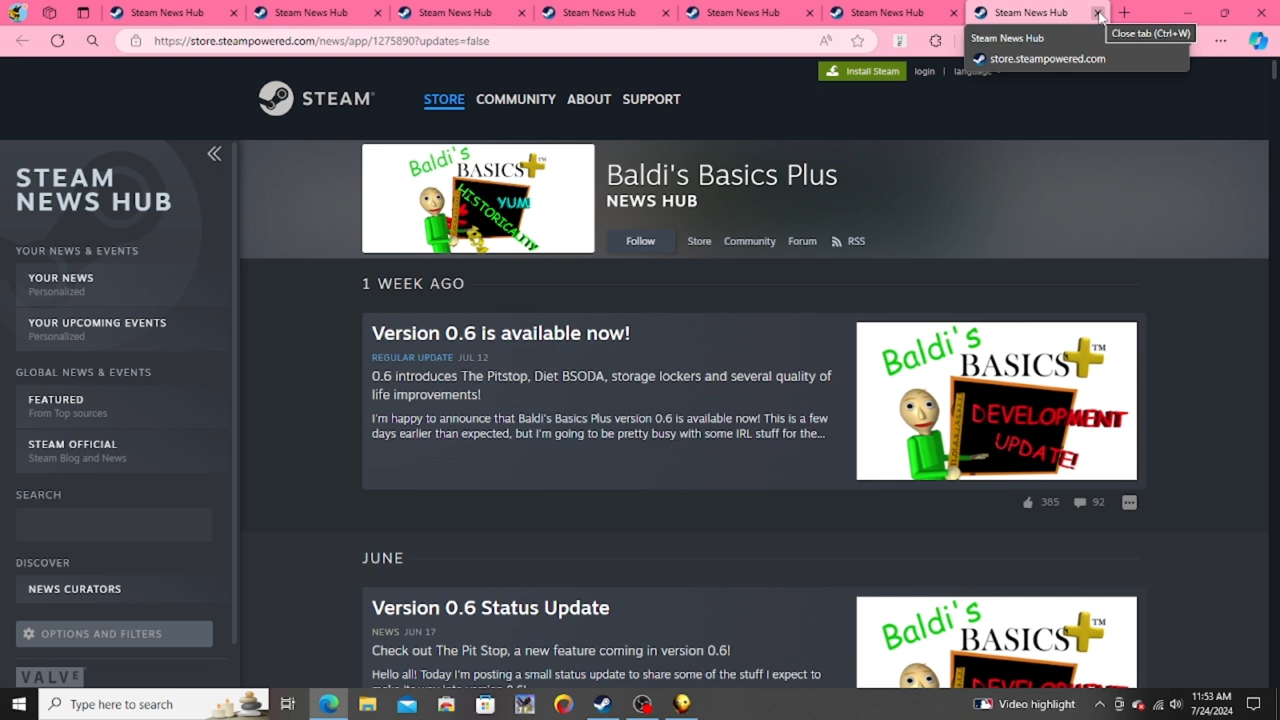 Steam News Hub
Steam News Hub
Steam News Hub
Steam News Hub
Steam News Hub
Steam News Hub
Steam News Hub
https://store.steampowered.com/news/app/1275890?updates=false
Close tab (Ctrl+W)
Steam News Hub
store.steampowered.com
Install Steam
login
language
STEAM
STORE
COMMUNITY
ABOUT
SUPPORT
STEAM
NEWS HUB
YOUR NEWS & EVENTS
YOUR NEWS
Personalized
YOUR UPCOMING EVENTS
Personalized
GLOBAL NEWS & EVENTS
FEATURED
From Top sources
STEAM OFFICIAL
Steam Blog and News
SEARCH
DISCOVER
NEWS CURATORS
OPTIONS AND FILTERS
VALVE
Baldi's
BASICS+™
HISTORICALITY
YUM!
Baldi's Basics Plus
NEWS HUB
Follow
Store
Community
Forum
RSS
1 WEEK AGO
Version 0.6 is available now!
REGULAR UPDATE JUL 12
0.6 introduces The Pitstop, Diet BSODA, storage lockers and several quality of
life improvements!
I'm happy to announce that Baldi's Basics Plus version 0.6 is available now! This is a few
days earlier than expected, but I'm going to be pretty busy with some IRL stuff for the...
Baldi's
BASICS+™
DEVELOPMENT
UPDATE!
385
92
JUNE
Version 0.6 Status Update
NEWS JUN 17
Check out The Pit Stop, a new feature coming in version 0.6!
Hello all! Today I'm posting a small status update to share some of the stuff I expect to
Baldi's
BASICS+™
Type here to search
Video highlight
11:53 AM
7/24/2024